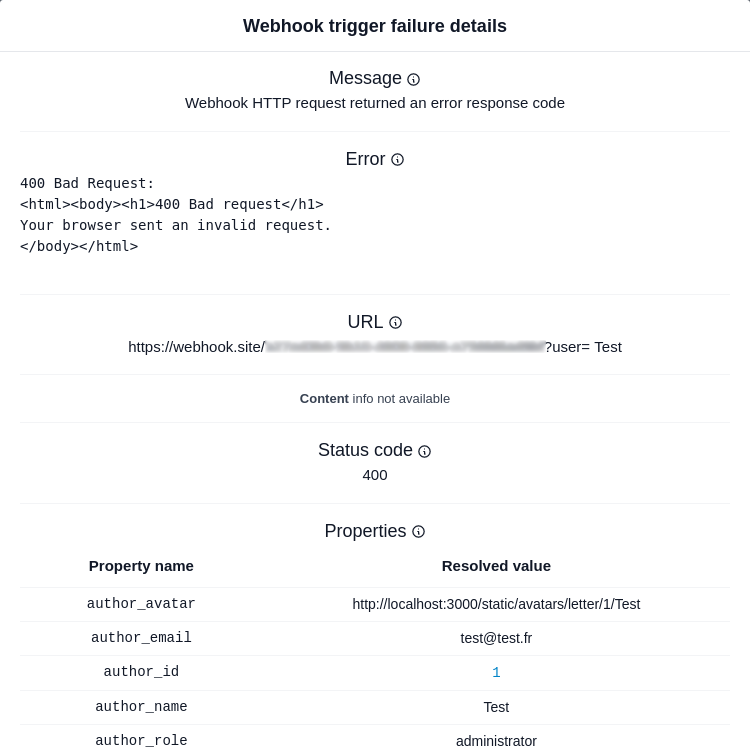 Webhook trigger failure details
Message
Webhook HTTP request returned an error response code
Error
400 Bad Request:
<html><body><h1>400 Bad request</h1>
Your browser sent an invalid request.
</body></html>
URL
https://webhook.site/ ?user= Test
Content info not available
Status code
400
Properties
Property name Resolved value
author_avatar http://localhost:3000/static/avatars/letter/1/Test
author_email test@test.fr
author_id 1
author_name Test
author_role administrator